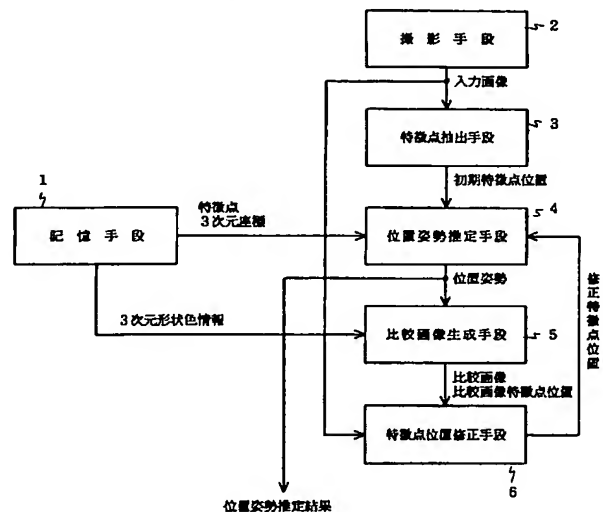 2
撮影手段
入力画像
3
特徴点抽出手段
初期特徴点位置
1
記憶手段
特徴点
3次元座標
4
位置姿勢推定手段
位置姿勢
3次元形状色情報
比較画像生成手段
5
修正特徴点位置
比較画像
比較画像特徴点位置
特徴点位置修正手段
6
位置姿勢推定結果